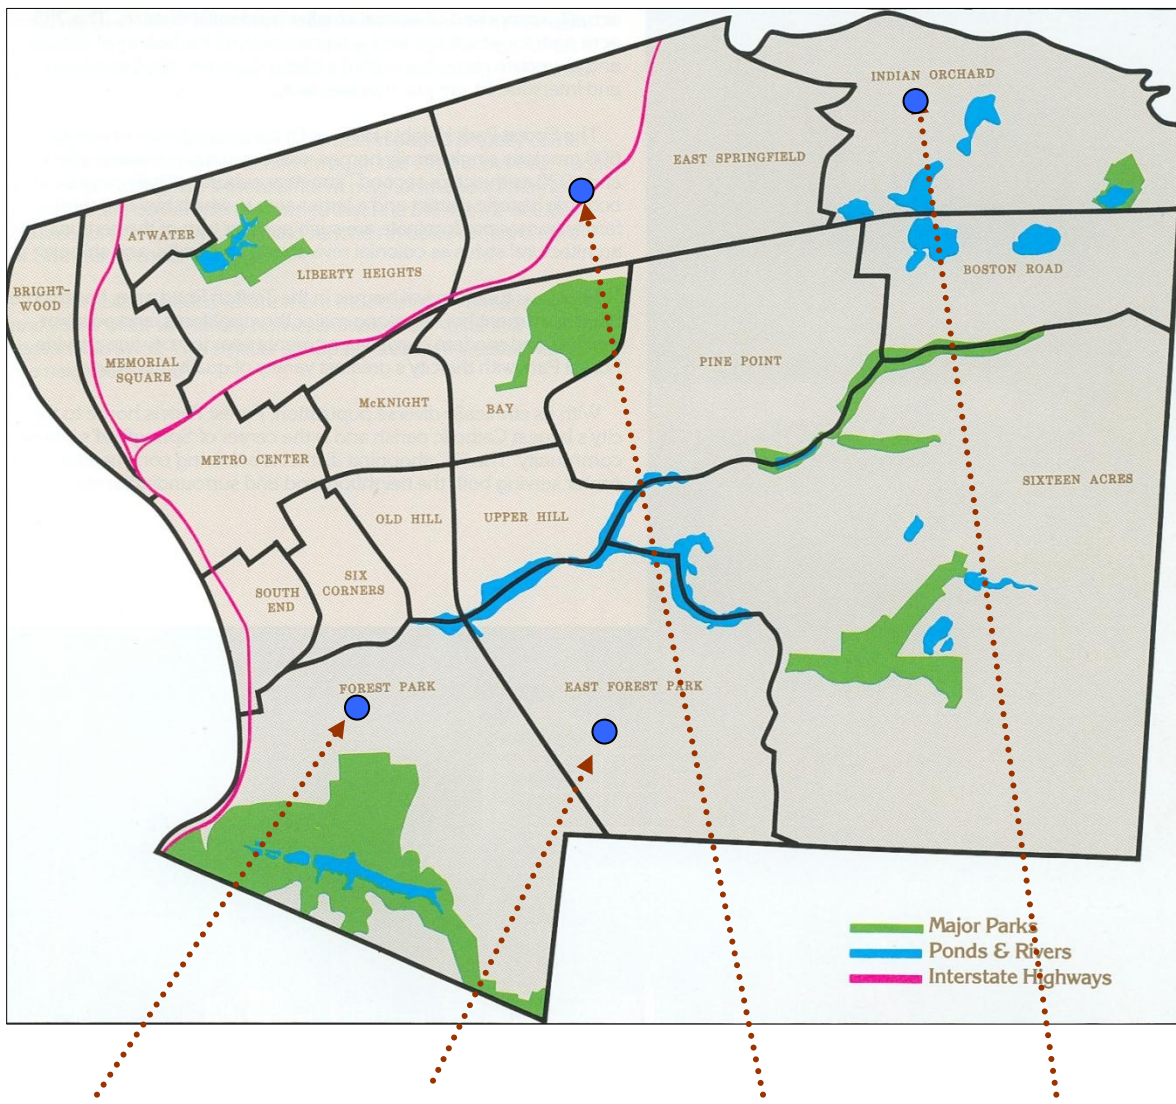 INDIAN ORCHARD
EAST SPRINGFIELD
ATWATER
LIBERTY HEIGHTS
BRIGHT-
WOOD
BOSTON ROAD
MEMORIAL
SQUARE
PINE POINT
McKNIGHT
BAY
METRO CENTER
SIXTEEN ACRES
OLD HILL
UPPER HILL
SIX
CORNERS
SOUTH
END
FOREST PARK
EAST FOREST PARK
Major Parks
Ponds & Rivers
Interstate Highways